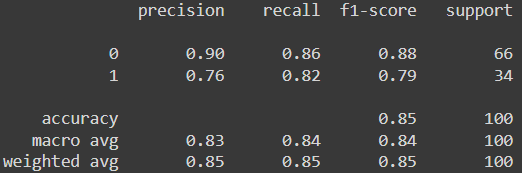 precision recall f1-score support
0 0.90 0.86 0.88 66
1 0.76 0.82 0.79 34
accuracy 0.85 100
macro avg 0.83 0.84 0.84 100
weighted avg 0.85 0.85 0.85 100